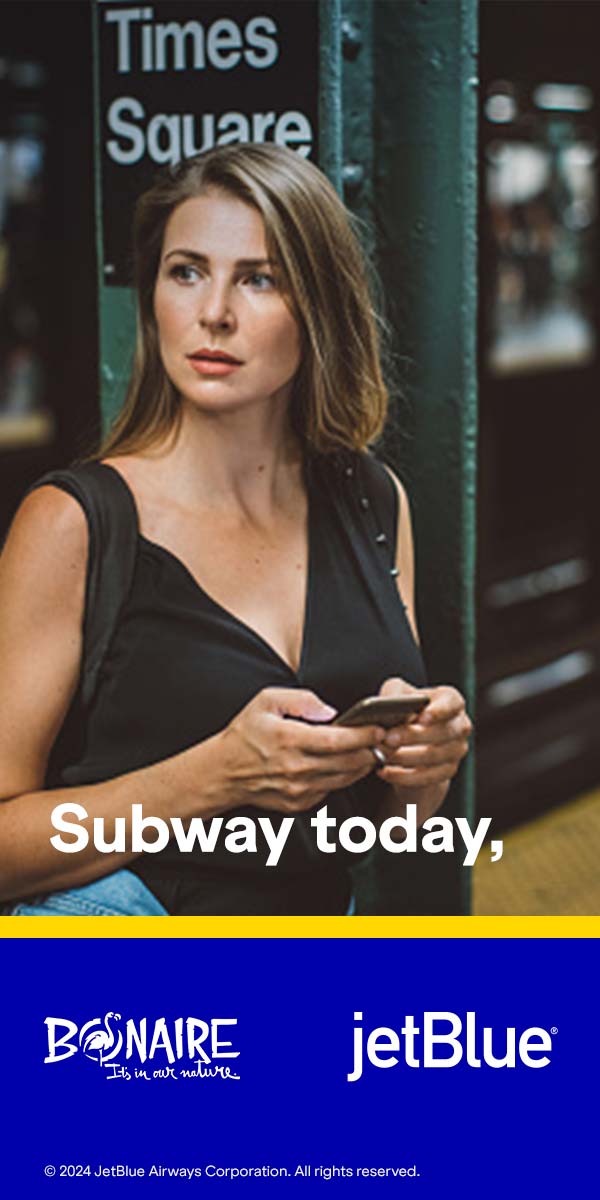 Times
Square
Subway today,
BONAIRE
It's in our nature.
jetBlue®
© 2024 JetBlue Airways Corporation. All rights reserved.